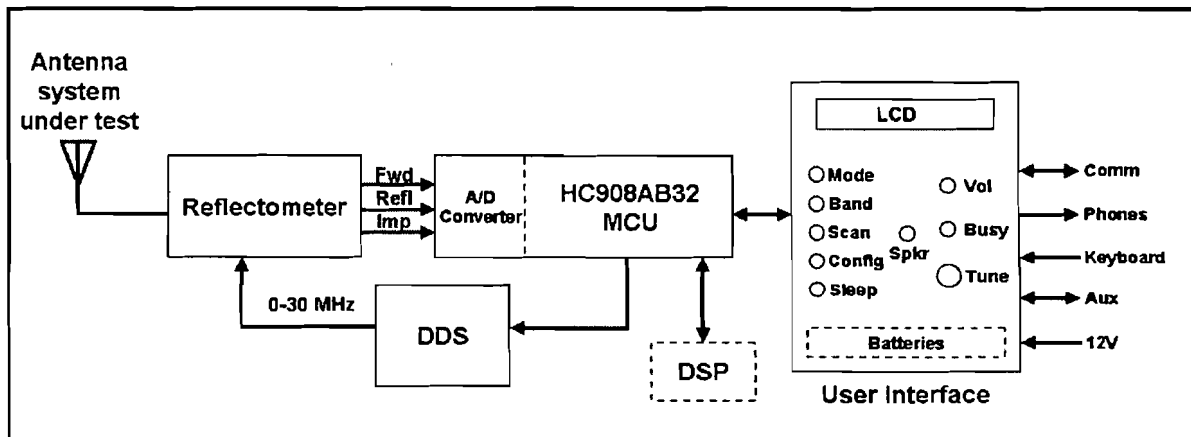 Antenna
system
under test
Reflectometer
Fwd
Refl
Imp
A/D
Converter
HC908AB32
MCU
0-30 MHz
DDS
DSP
LCD
Mode
Band
Scan
Config
Sleep
Spkr
Vol
Busy
Tune
Batteries
User Interface
Comm
Phones
Keyboard
Aux
12V